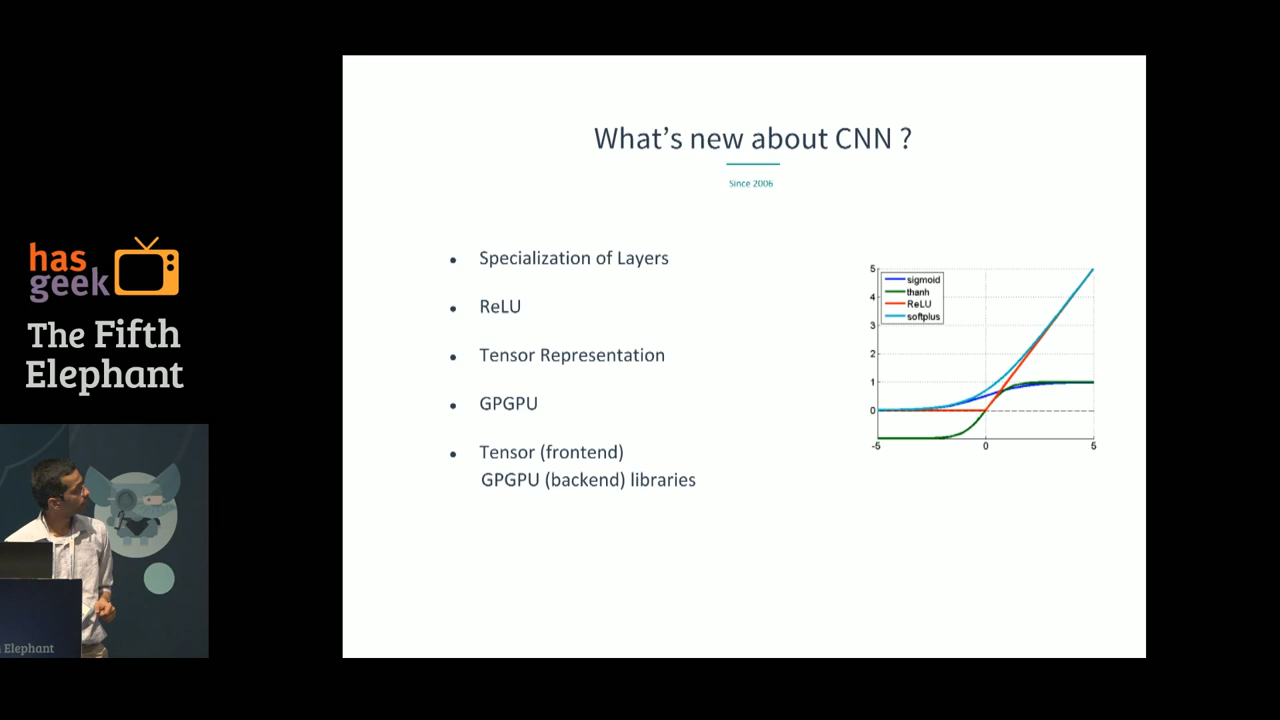 What's new about CNN ?
Since 2006
Specialization of Layers
ReLU
Tensor Representation
GPGPU
Tensor (frontend)
GPGPU (backend) libraries
5
4
3
2
1
0
-5
0
5
sigmoid
thanh
ReLU
softplus
has
geek
The Fifth
Elephant
Elephant